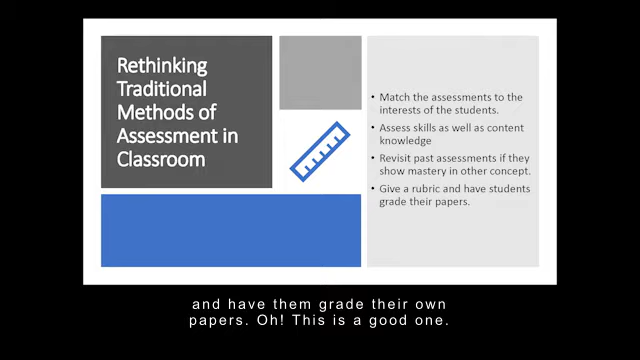 Rethinking
Traditional
Methods of
Assessment in
Classroom
• Match the assessments to the
interests of the students.
• Assess skills as well as content
knowledge
• Revisit past assessments if they
show mastery in other concept.
• Give a rubric and have students
grade their papers.
and have them grade their own
papers. Oh! This is a good one.